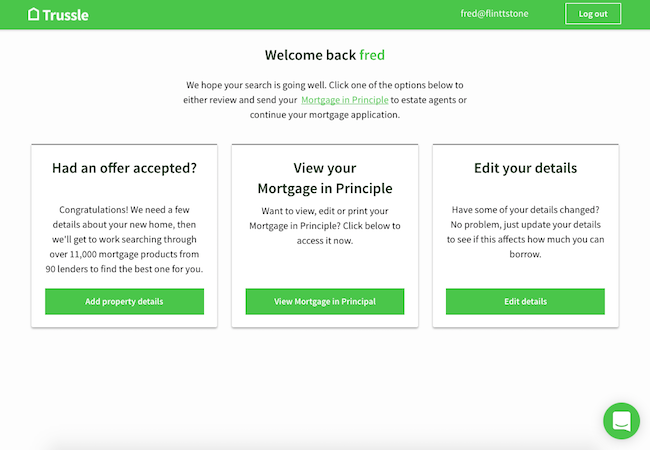 Trussle
fred@flinttstone
Log out
Welcome back fred
We hope your search is going well. Click one of the options below to
either review and send your Mortgage in Principle to estate agents or
continue your mortgage application.
Had an offer accepted?
Congratulations! We need a few
details about your new home, then
we'll get to work searching through
over 11,000 mortgage products from
90 lenders to find the best one for you.
Add property details
View your
Mortgage in Principle
Want to view, edit or print your
Mortgage in Principle? Click below to
access it now.
View Mortgage in Principal
Edit your details
Have some of your details changed?
No problem, just update your details
to see if this affects how much you can
borrow.
Edit details